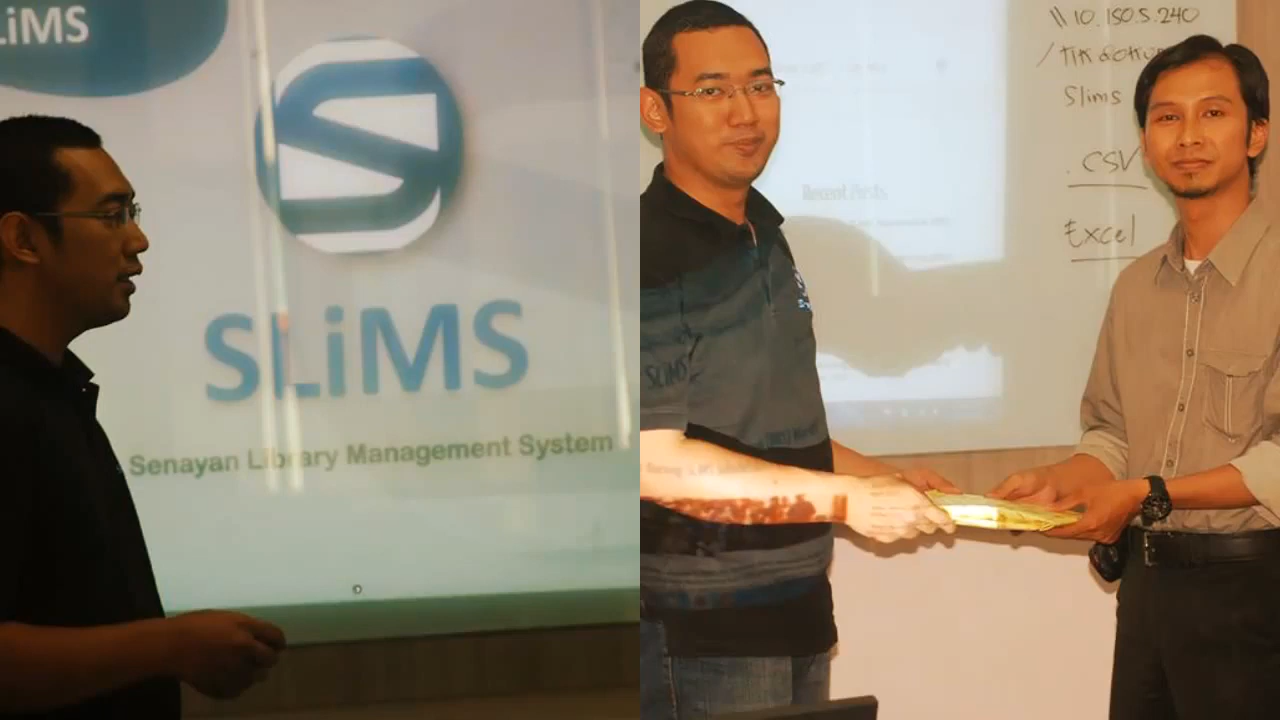 LiMS
SLiMS
Senayan Library Management System
\\10.150.5.240
Slims
.CSV
Excel
Recent Posts
SLiMS